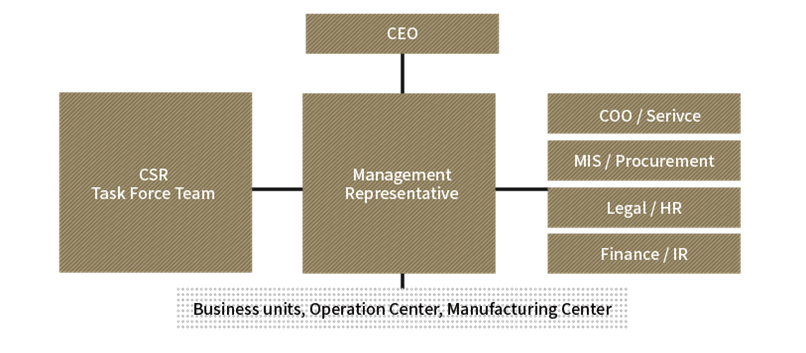 CEO
CSR
Task Force Team
Management
Representative
COO / Serivce
MIS / Procurement
Legal / HR
Finance / IR
Business units, Operation Center, Manufacturing Center